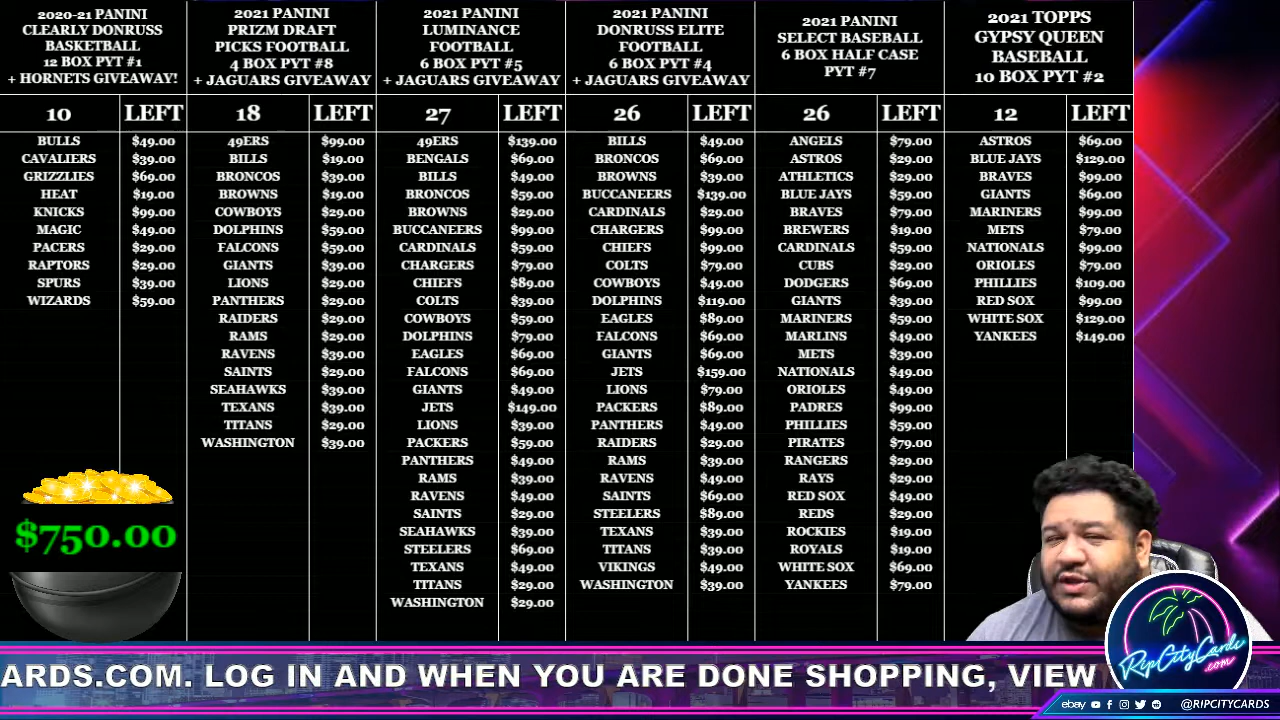 2020-21 PANINI
CLEARLY DONRUSS
BASKETBALL
12 BOX PYT #1
+ HORNETS GIVEAWAY!
10 LEFT
BULLS $49.00
CAVALIERS $39.00
GRIZZLIES $69.00
HEAT $19.00
KNICKS $99.00
MAGIC $49.00
PACERS $29.00
RAPTORS $29.00
SPURS $39.00
WIZARDS $59.00
$750.00
2021 PANINI
PRIZM DRAFT
PICKS FOOTBALL
4 BOX PYT #8
+ JAGUARS GIVEAWAY
18 LEFT
49ERS $99.00
BILLS $19.00
BRONCOS $39.00
BROWNS $19.00
COWBOYS $29.00
DOLPHINS $59.00
FALCONS $59.00
GIANTS $39.00
LIONS $29.00
PANTHERS $29.00
RAIDERS $29.00
RAMS $29.00
RAVENS $39.00
SAINTS $29.00
SEAHAWKS $39.00
TEXANS $39.00
TITANS $29.00
WASHINGTON $39.00
2021 PANINI
LUMINANCE
FOOTBALL
6 BOX PYT #5
+ JAGUARS GIVEAWAY
27 LEFT
49ERS $139.00
BENGALS $69.00
BILLS $49.00
BRONCOS $59.00
BROWNS $29.00
BUCCANEERS $99.00
CARDINALS $59.00
CHARGERS $79.00
CHIEFS $89.00
COLTS $39.00
COWBOYS $59.00
DOLPHINS $79.00
EAGLES $69.00
FALCONS $69.00
GIANTS $49.00
JETS $149.00
LIONS $39.00
PACKERS $59.00
PANTHERS $49.00
RAMS $39.00
RAVENS $49.00
SAINTS $29.00
SEAHAWKS $39.00
STEELERS $69.00
TEXANS $49.00
TITANS $29.00
WASHINGTON $29.00
2021 PANINI
DONRUSS ELITE
FOOTBALL
6 BOX PYT #4
+ JAGUARS GIVEAWAY
26 LEFT
BILLS $49.00
BRONCOS $69.00
BROWNS $39.00
BUCCANEERS $139.00
CARDINALS $29.00
CHARGERS $99.00
CHIEFS $99.00
COLTS $79.00
COWBOYS $49.00
DOLPHINS $119.00
EAGLES $89.00
FALCONS $69.00
GIANTS $69.00
JETS $159.00
LIONS $79.00
PACKERS $89.00
PANTHERS $49.00
RAIDERS $29.00
RAMS $39.00
RAVENS $49.00
SAINTS $69.00
STEELERS $89.00
TEXANS $39.00
TITANS $39.00
VIKINGS $49.00
WASHINGTON $39.00
2021 PANINI
SELECT BASEBALL
6 BOX HALF CASE
PYT #7
26 LEFT
ANGELS $79.00
ASTROS $29.00
ATHLETICS $29.00
BLUE JAYS $59.00
BRAVES $79.00
BREWERS $19.00
CARDINALS $59.00
CUBS $29.00
DODGERS $69.00
GIANTS $39.00
MARINERS $59.00
MARLINS $49.00
METS $39.00
NATIONALS $49.00
ORIOLES $49.00
PADRES $99.00
PHILLIES $59.00
PIRATES $79.00
RANGERS $29.00
RAYS $29.00
RED SOX $49.00
REDS $29.00
ROCKIES $19.00
ROYALS $19.00
WHITE SOX $69.00
YANKEES $79.00
2021 TOPPS
GYPSY QUEEN
BASEBALL
10 BOX PYT #2
12 LEFT
ASTROS $69.00
BLUE JAYS $129.00
BRAVES $99.00
GIANTS $69.00
MARINERS $99.00
METS $79.00
NATIONALS $99.00
ORIOLES $79.00
PHILLIES $109.00
RED SOX $99.00
WHITE SOX $129.00
YANKEES $149.00
ARDS.COM. LOG IN AND WHEN YOU ARE DONE SHOPPING, VIEW
RipCityCards
.com
ebay @RIPCITYCARDS